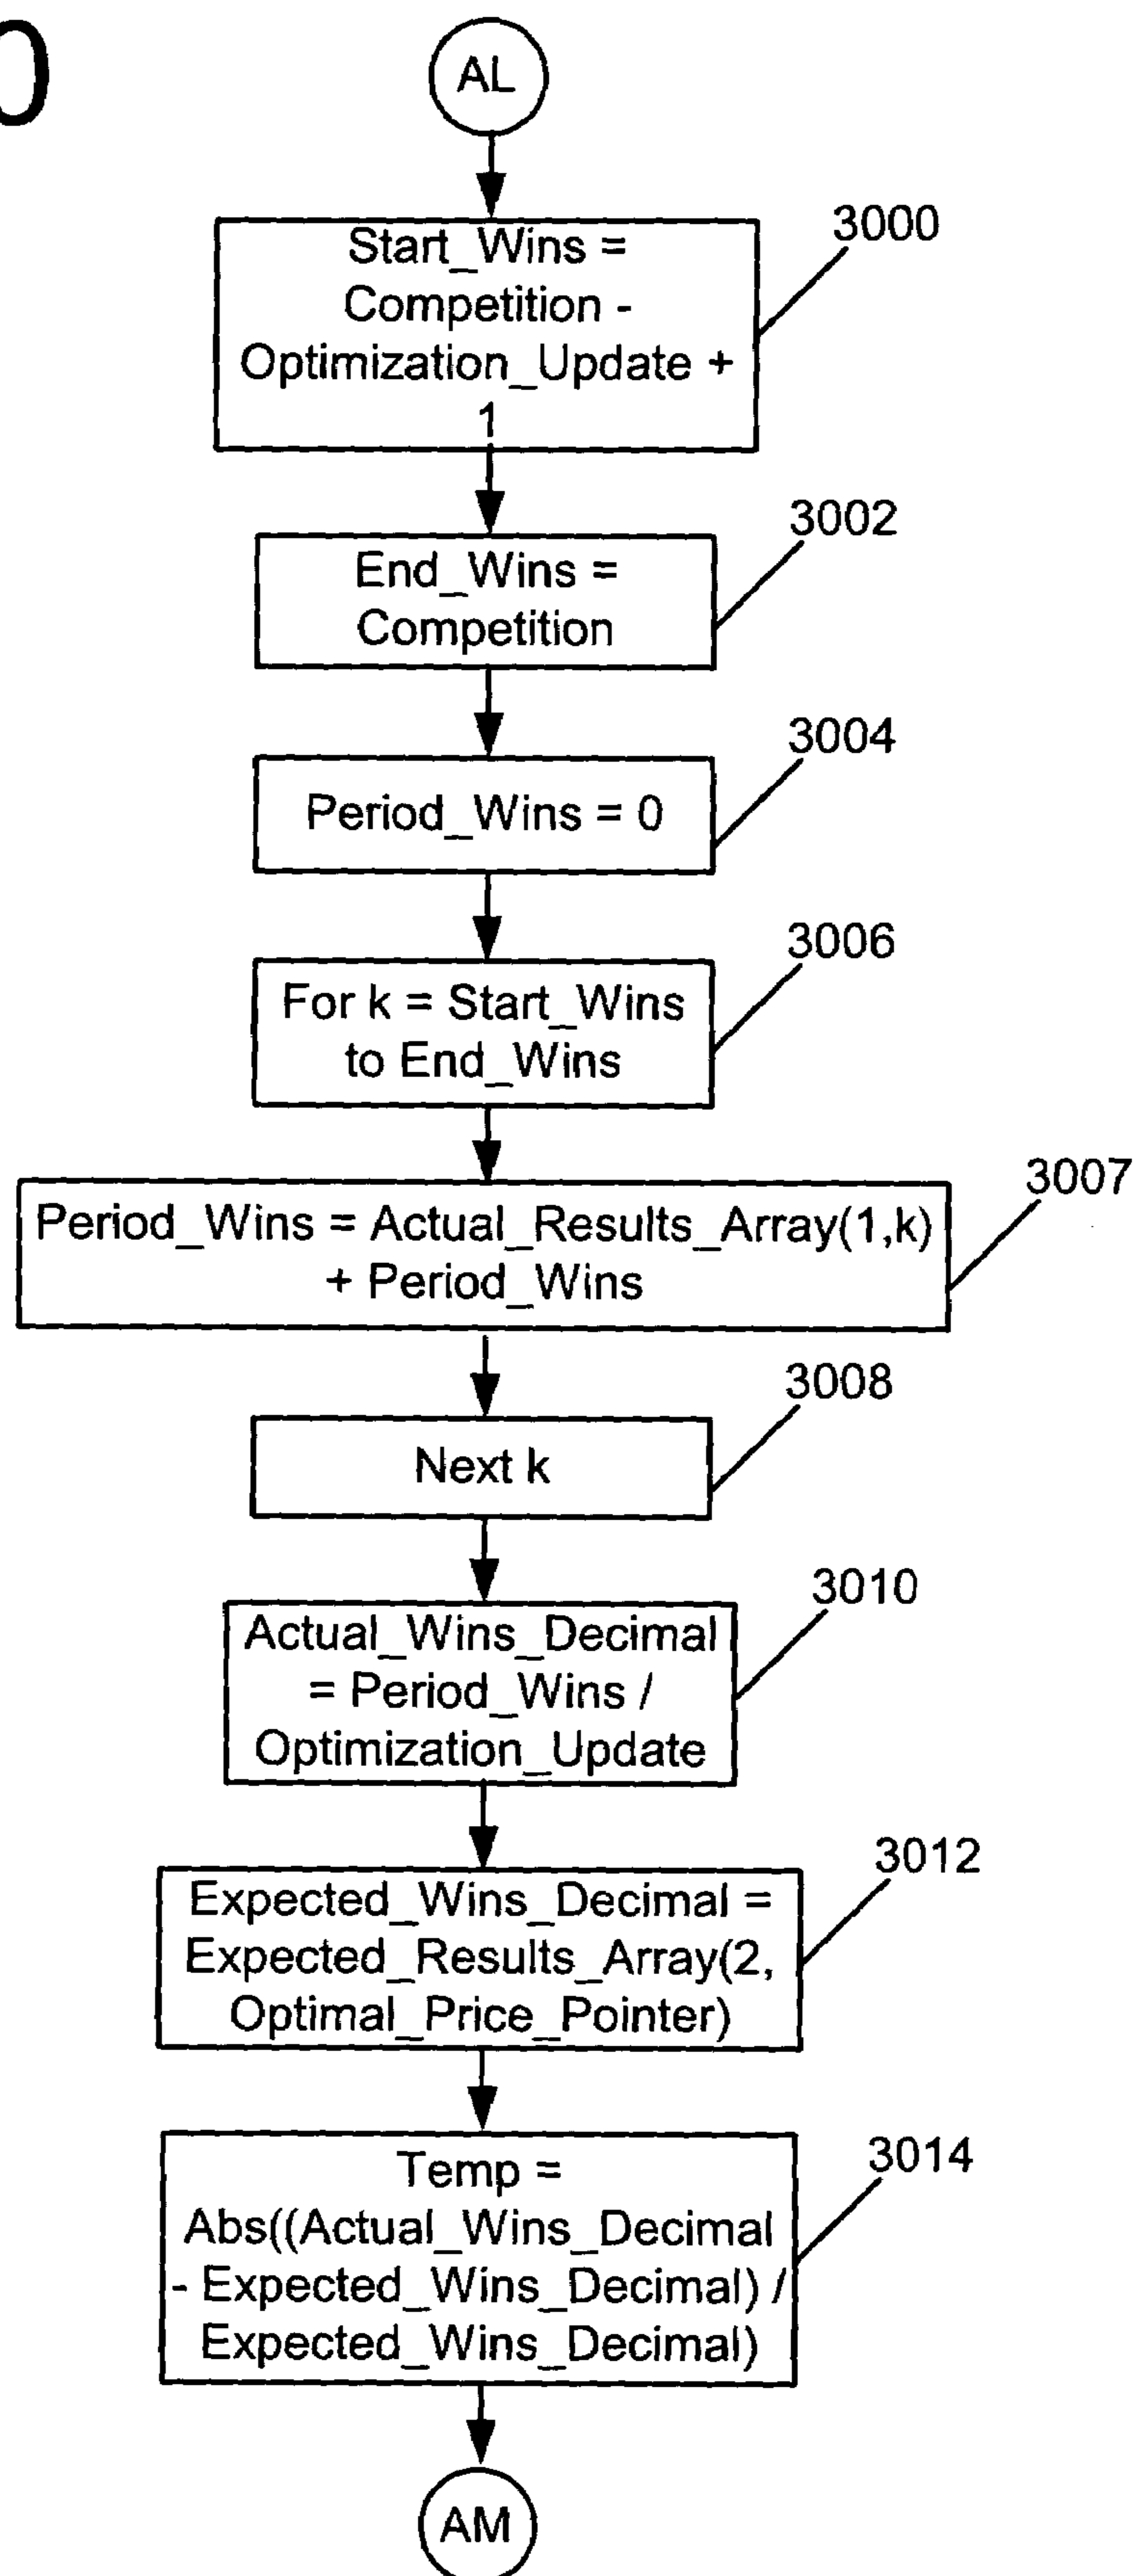 0
AL
3000
Start_Wins =
Competition -
Optimization_Update +
1
3002
End_Wins =
Competition
3004
Period_Wins = 0
3006
For k = Start_Wins
to End_Wins
3007
Period_Wins = Actual_Results_Array(1,k)
+ Period_Wins
3008
Next k
3010
Actual_Wins_Decimal
= Period_Wins /
Optimization_Update
3012
Expected_Wins_Decimal =
Expected_Results_Array(2,
Optimal_Price_Pointer)
3014
Temp =
Abs((Actual_Wins_Decimal
- Expected_Wins_Decimal) /
Expected_Wins_Decimal)
AM